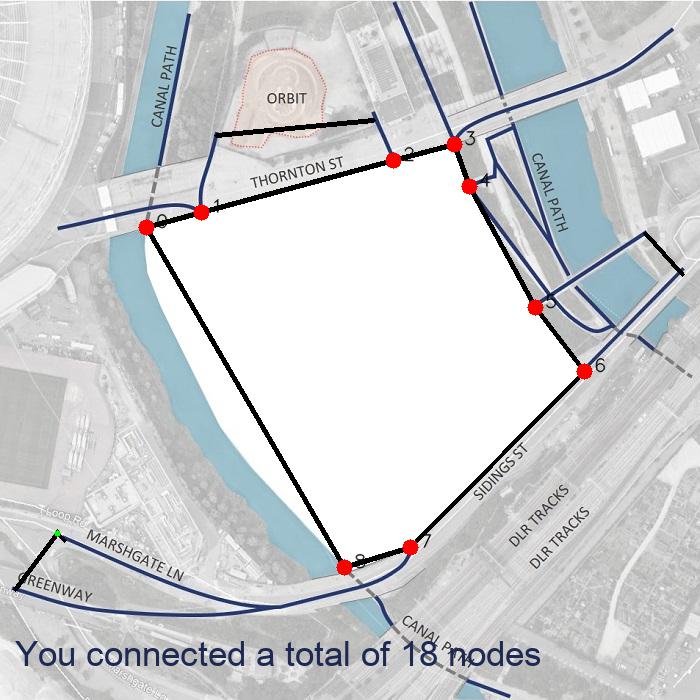 CANAL PATH
ORBIT
3
2
THORNTON ST
4
CANAL PATH
1
0
5
6
SIDINGS ST
DLR TRACKS
DLR TRACKS
MARSHGATE LN
7
8
GREENWAY
CANAL PATH
You connected a total of 18 nodes